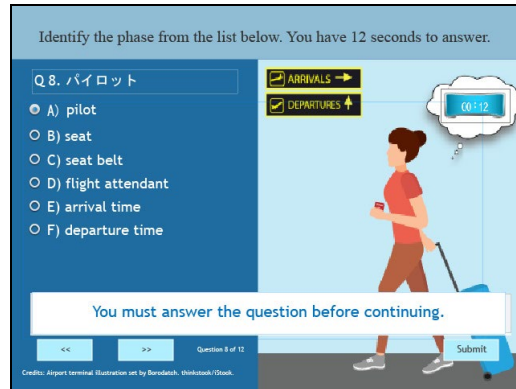 Identify the phase from the list below. You have 12 seconds to answer.
Q 8. パイロット
A) pilot
B) seat
C) seat belt
D) flight attendant
E) arrival time
F) departure time
ARRIVALS
DEPARTURES
00:12
You must answer the question before continuing.
<< >> Question 8 of 12 Submit
Credits: Airport terminal illustration set by Borodatch. thinkstock/iStook.